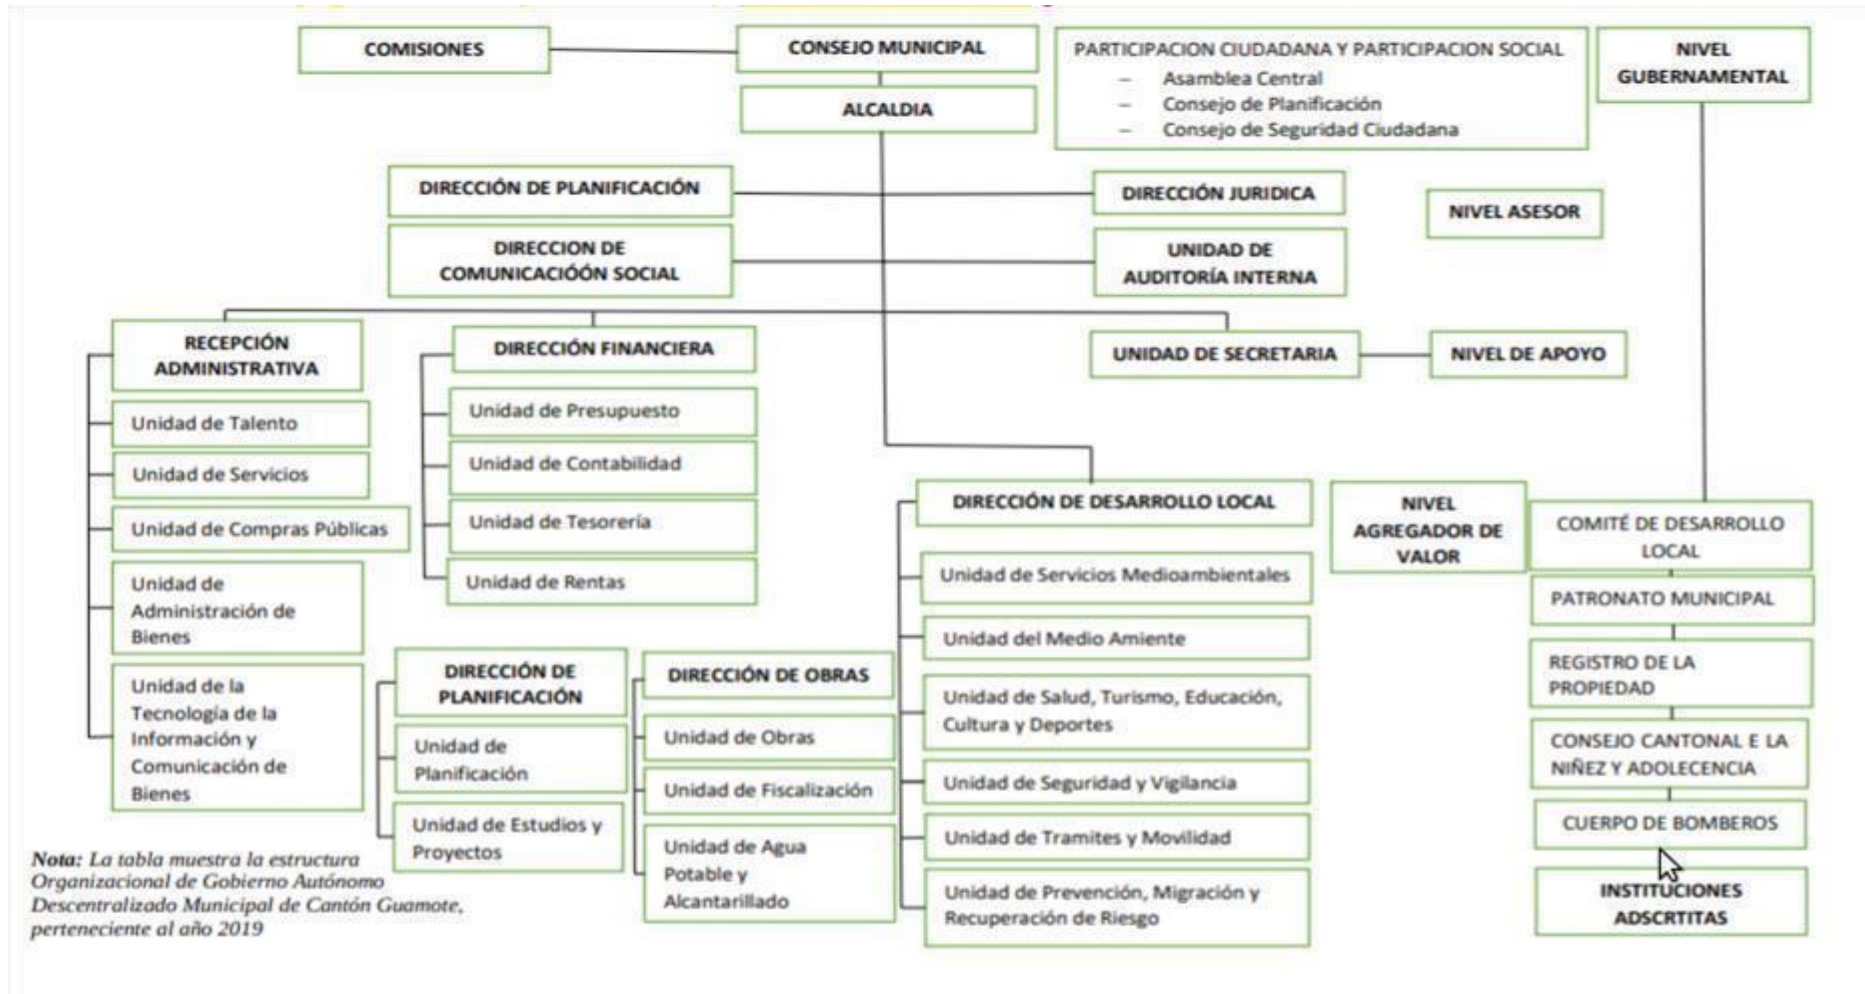 COMISIONES
CONSEJO MUNICIPAL
ALCALDIA
PARTICIPACION CIUDADANA Y PARTICIPACION SOCIAL
– Asamblea Central
– Consejo de Planificación
– Consejo de Seguridad Ciudadana
NIVEL
GUBERNAMENTAL
DIRECCIÓN DE PLANIFICACIÓN
DIRECCIÓN JURIDICA
NIVEL ASESOR
DIRECCION DE
COMUNICACIÓÓN SOCIAL
UNIDAD DE
AUDITORÍA INTERNA
RECEPCIÓN
ADMINISTRATIVA
DIRECCIÓN FINANCIERA
UNIDAD DE SECRETARIA
NIVEL DE APOYO
Unidad de Talento
Unidad de Servicios
Unidad de Compras Públicas
Unidad de
Administración de
Bienes
Unidad de la
Tecnología de la
Información y
Comunicación de
Bienes
Unidad de Presupuesto
Unidad de Contabilidad
Unidad de Tesorería
Unidad de Rentas
DIRECCIÓN DE
PLANIFICACIÓN
Unidad de
Planificación
Unidad de Estudios y
Proyectos
DIRECCIÓN DE OBRAS
Unidad de Obras
Unidad de Fiscalización
Unidad de Agua
Potable y
Alcantarillado
DIRECCIÓN DE DESARROLLO LOCAL
Unidad de Servicios Medioambientales
Unidad del Medio Amiente
Unidad de Salud, Turismo, Educación,
Cultura y Deportes
Unidad de Seguridad y Vigilancia
Unidad de Tramites y Movilidad
Unidad de Prevención, Migración y
Recuperación de Riesgo
NIVEL
AGREGADOR DE
VALOR
COMITÉ DE DESARROLLO
LOCAL
PATRONATO MUNICIPAL
REGISTRO DE LA
PROPIEDAD
CONSEJO CANTONAL E LA
NIÑEZ Y ADOLECENCIA
CUERPO DE BOMBEROS
INSTITUCIONES
ADSCRTITAS
Nota: La tabla muestra la estructura
Organizacional de Gobierno Autónomo
Descentralizado Municipal de Cantón Guamote,
perteneciente al año 2019